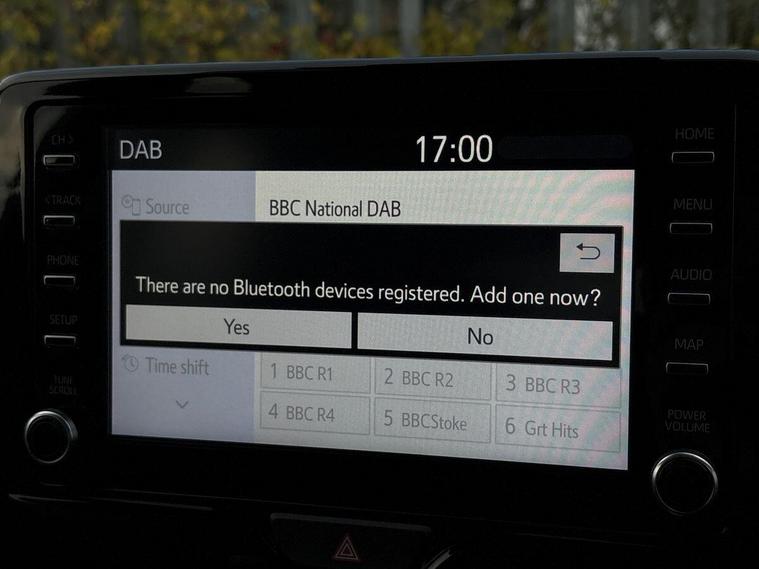 CH >
DAB
17:00
HOME
< TRACK
Source
BBC National DAB
MENU
PHONE
There are no Bluetooth devices registered. Add one now?
AUDIO
SETUP
Yes
No
MAP
TUNE
SCROLL
Time shift
1 BBC R1
2 BBC R2
3 BBC R3
4 BBC R4
5 BBCStoke
6 Grt Hits
POWER
VOLUME